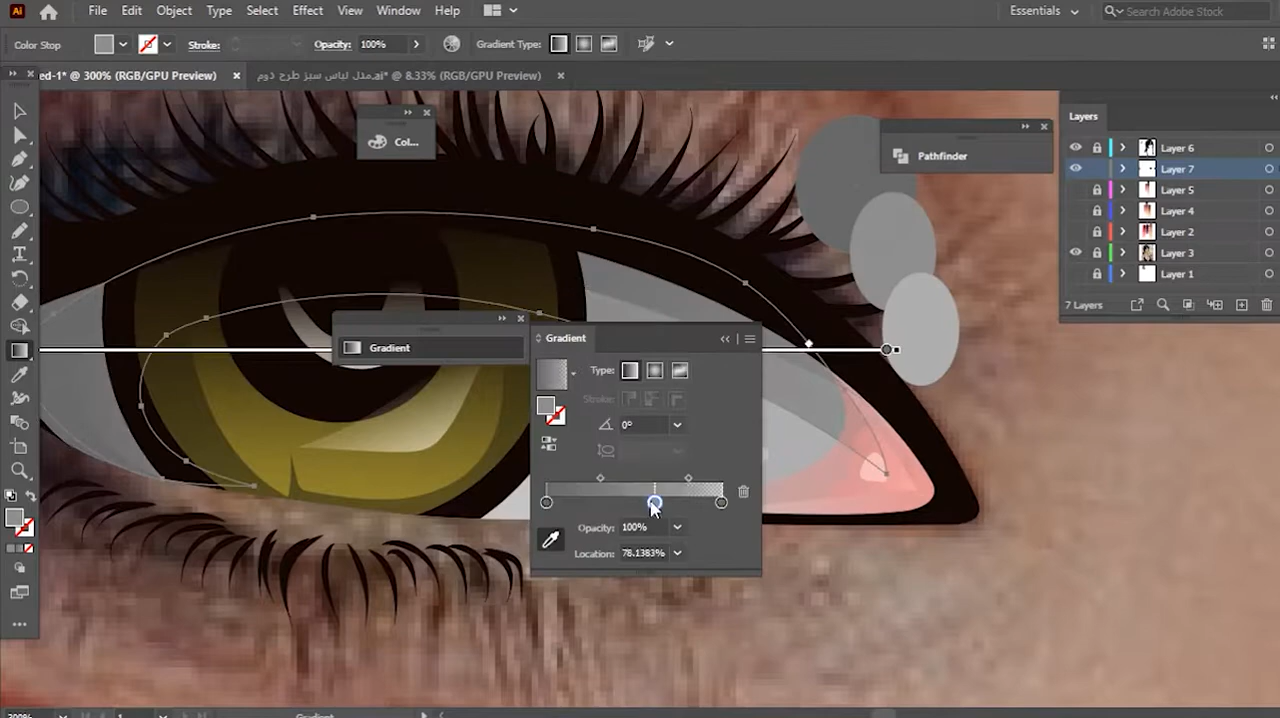 Ai File Edit Object Type Select Effect View Window Help Essentials Search Adobe Stock
Color Stop Stroke: Opacity: 100% Gradient Type:
ed-1* @ 300% (RGB/GPU Preview) × مدل لباس سبز طرح دوم.ai* @ 8.33% (RGB/GPU Preview) ×
Col...
Pathfinder
Layers
Layer 6
Layer 7
Layer 5
Layer 4
Layer 2
Layer 3
Layer 1
7 Layers
Gradient
Gradient
Type:
Stroke:
0°
Opacity: 100%
Location: 78.1383%
300% 1 Gradient